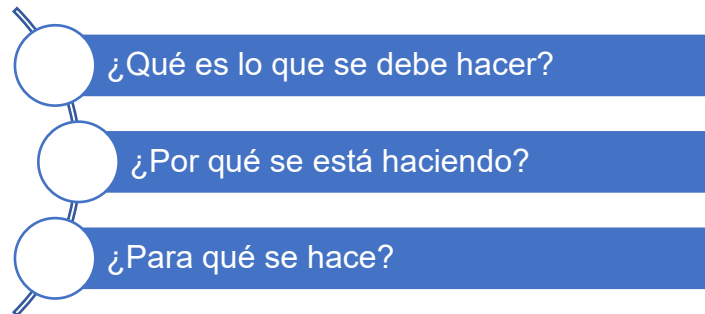 ¿Qué es lo que se debe hacer?
¿Por qué se está haciendo?
¿Para qué se hace?